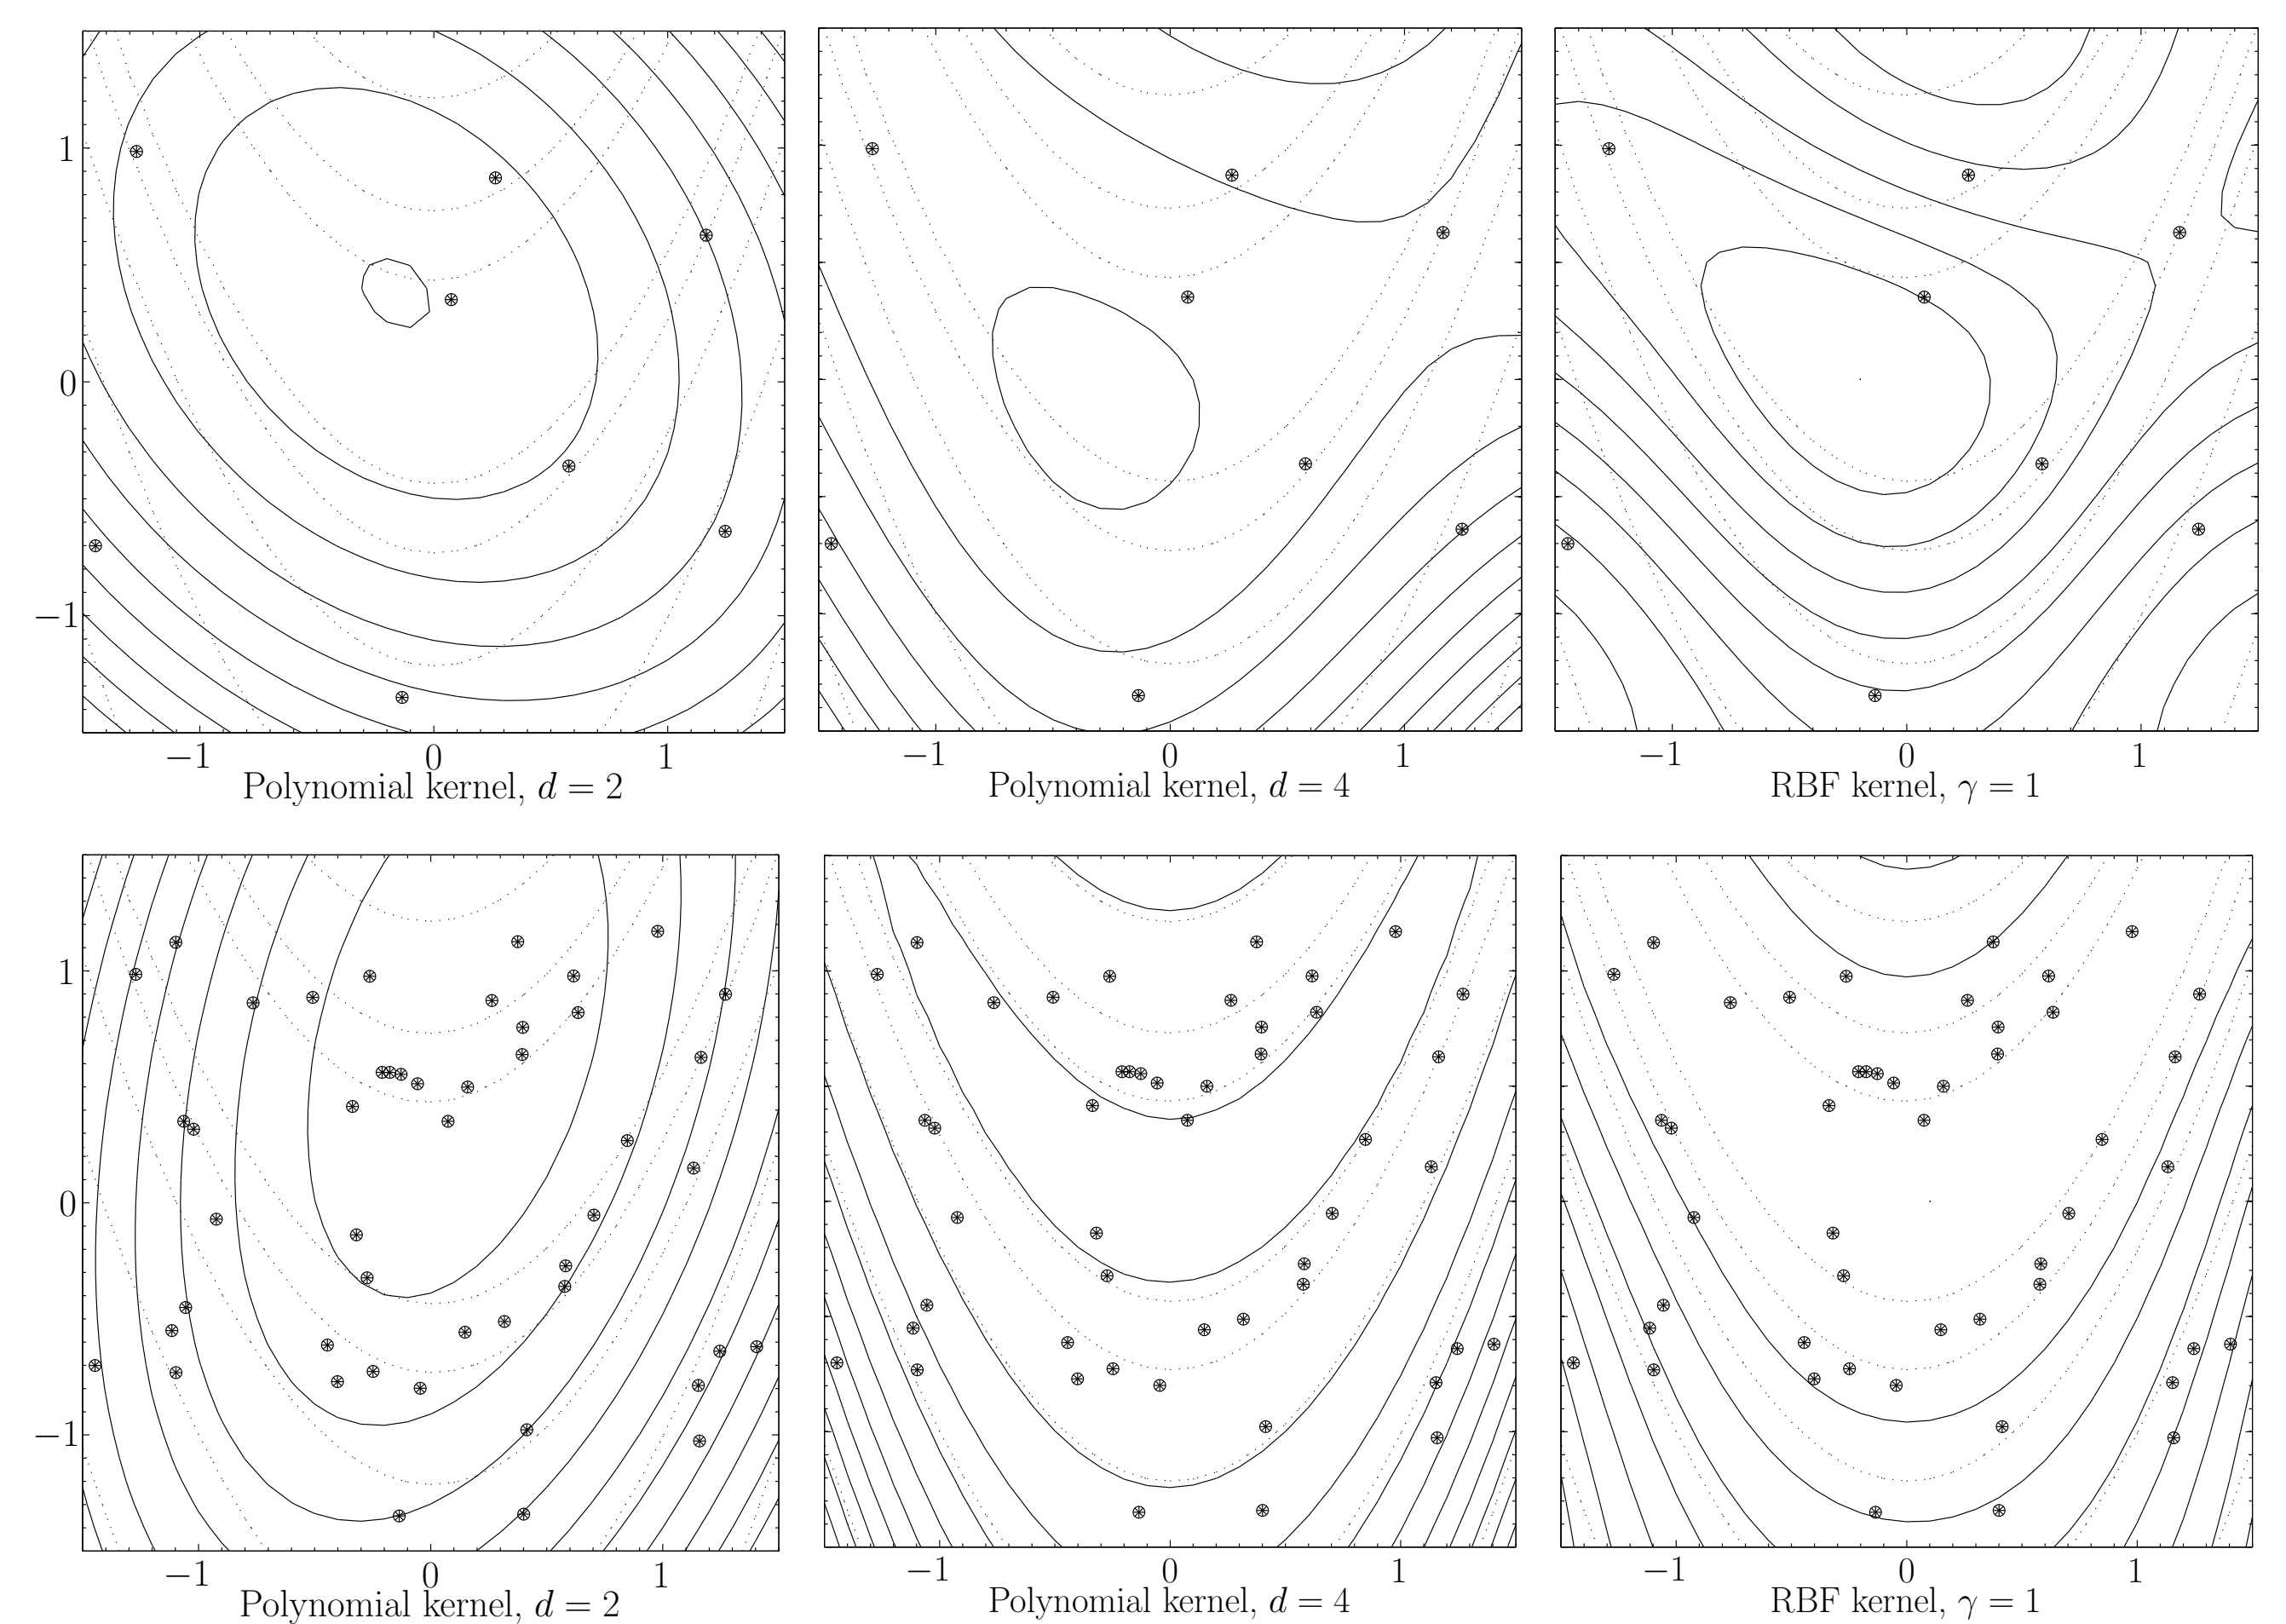 1
0
−1
−1 0 1 −1 0 1 −1 0 1
Polynomial kernel, d = 2 Polynomial kernel, d = 4 RBF kernel, γ = 1
1
0
−1
−1 0 1 −1 0 1 −1 0 1
Polynomial kernel, d = 2 Polynomial kernel, d = 4 RBF kernel, γ = 1